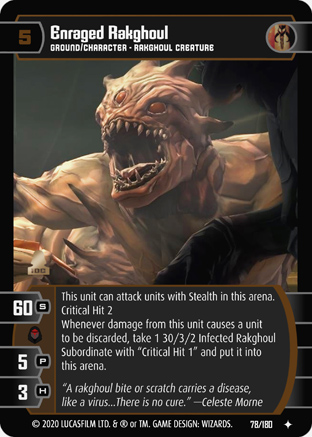 5
Enraged Rakghoul
GROUND/CHARACTER - RAKGHOUL CREATURE
IDC
60 S
5 P
3 H
This unit can attack units with Stealth in this arena.
Critical Hit 2
Whenever damage from this unit causes a unit
to be discarded, take 1 30/3/2 Infected Rakghoul
Subordinate with “Critical Hit 1” and put it into
this arena.
“A rakghoul bite or scratch carries a disease,
like a virus...There is no cure.” —Celeste Morne
© 2020 LUCASFILM LTD. & ® or TM. GAME DESIGN: WIZARDS.
78/180